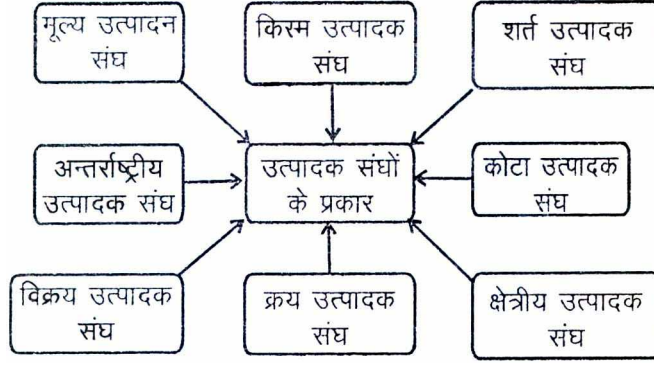 मूल्य उत्पादन
संघ
किस्म उत्पादक
संघ
शर्त उत्पादक
संघ
अन्तर्राष्ट्रीय
उत्पादक संघ
उत्पादक संघों
के प्रकार
कोटा उत्पादक
संघ
विक्रय उत्पादक
संघ
क्रय उत्पादक
संघ
क्षेत्रीय उत्पादक
संघ